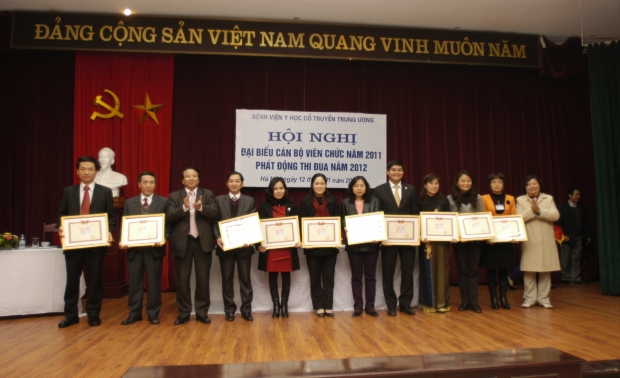 ĐẢNG CỘNG SẢN VIỆT NAM QUANG VINH MUÔN NĂM
BỆNH VIỆN Y HỌC CỔ TRUYỀN TRUNG ƯƠNG
HỘI NGHỊ
ĐẠI BIỂU CÁN BỘ VIÊN CHỨC NĂM 2011
PHÁT ĐỘNG THI ĐUA NĂM 2012